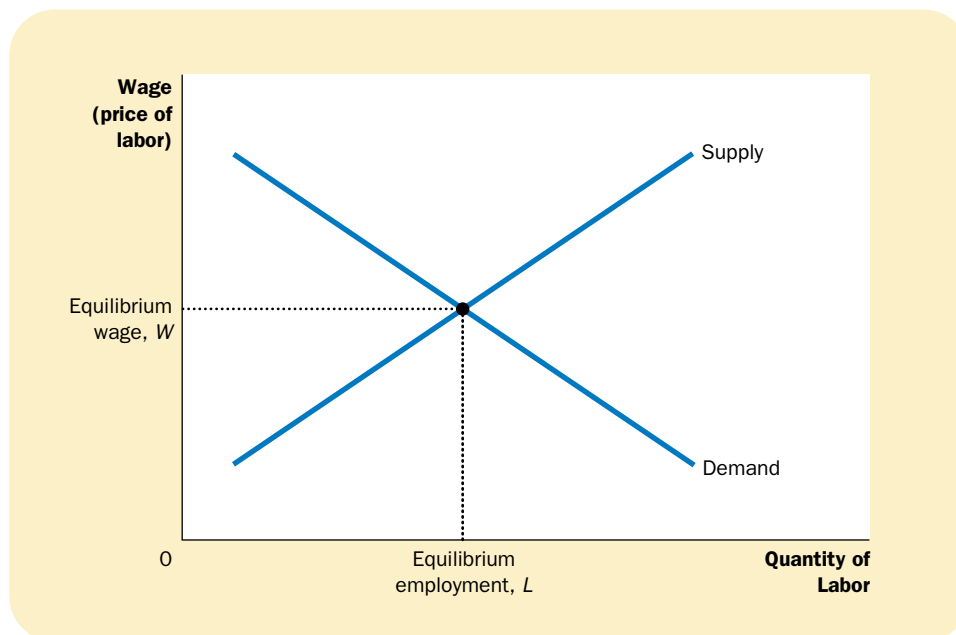 Wage
(price of
labor)
Supply
Equilibrium
wage, W
Demand
0
Equilibrium
employment, L
Quantity of
Labor